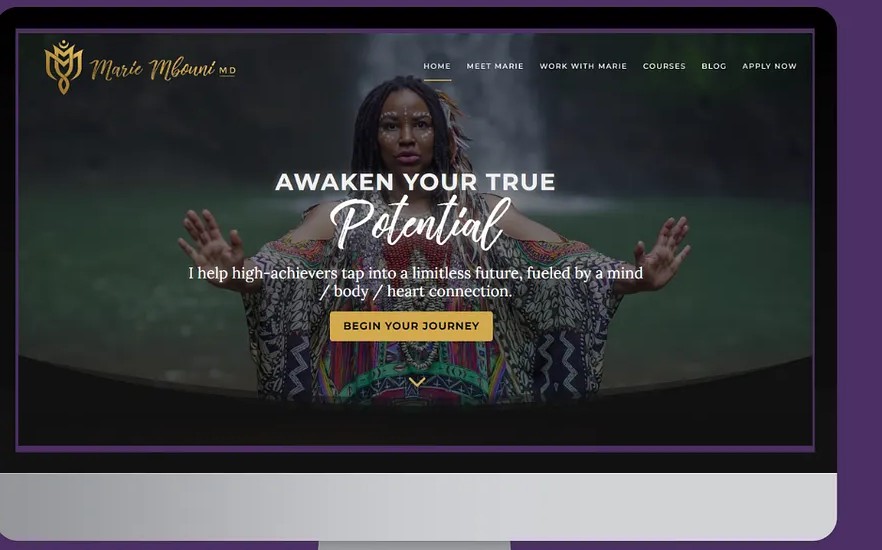 Marie Mbouni MD
HOME MEET MARIE WORK WITH MARIE COURSES BLOG APPLY NOW
AWAKEN YOUR TRUE
Potential
I help high-achievers tap into a limitless future, fueled by a mind
/ body / heart connection.
BEGIN YOUR JOURNEY